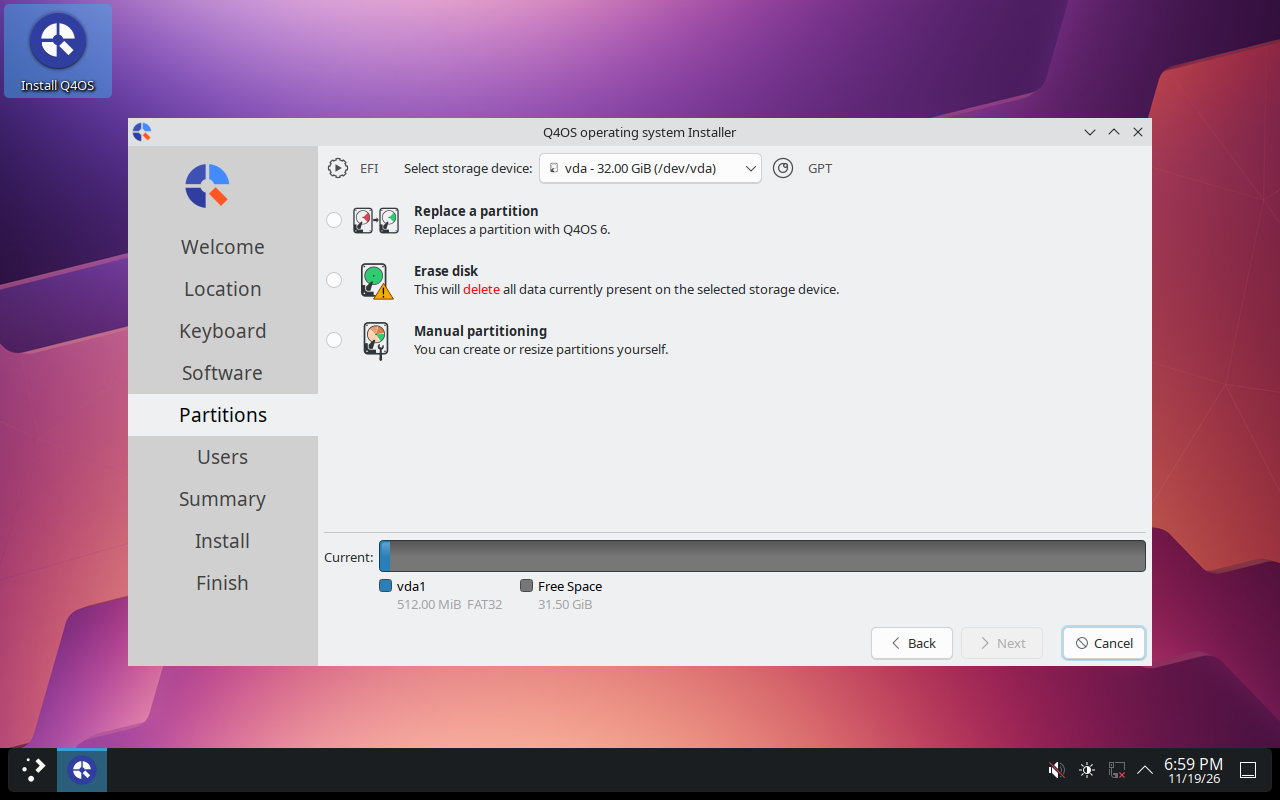 Install Q4OS
Q4OS operating system Installer
Welcome
Location
Keyboard
Software
Partitions
Users
Summary
Install
Finish
EFI
Select storage device:
vda - 32.00 GiB (/dev/vda)
GPT
Replace a partition
Replaces a partition with Q4OS 6.
Erase disk
This will delete all data currently present on the selected storage device.
Manual partitioning
You can create or resize partitions yourself.
Current:
vda1
512.00 MiB FAT32
Free Space
31.50 GiB
Back
Next
Cancel
6:59 PM
11/19/26